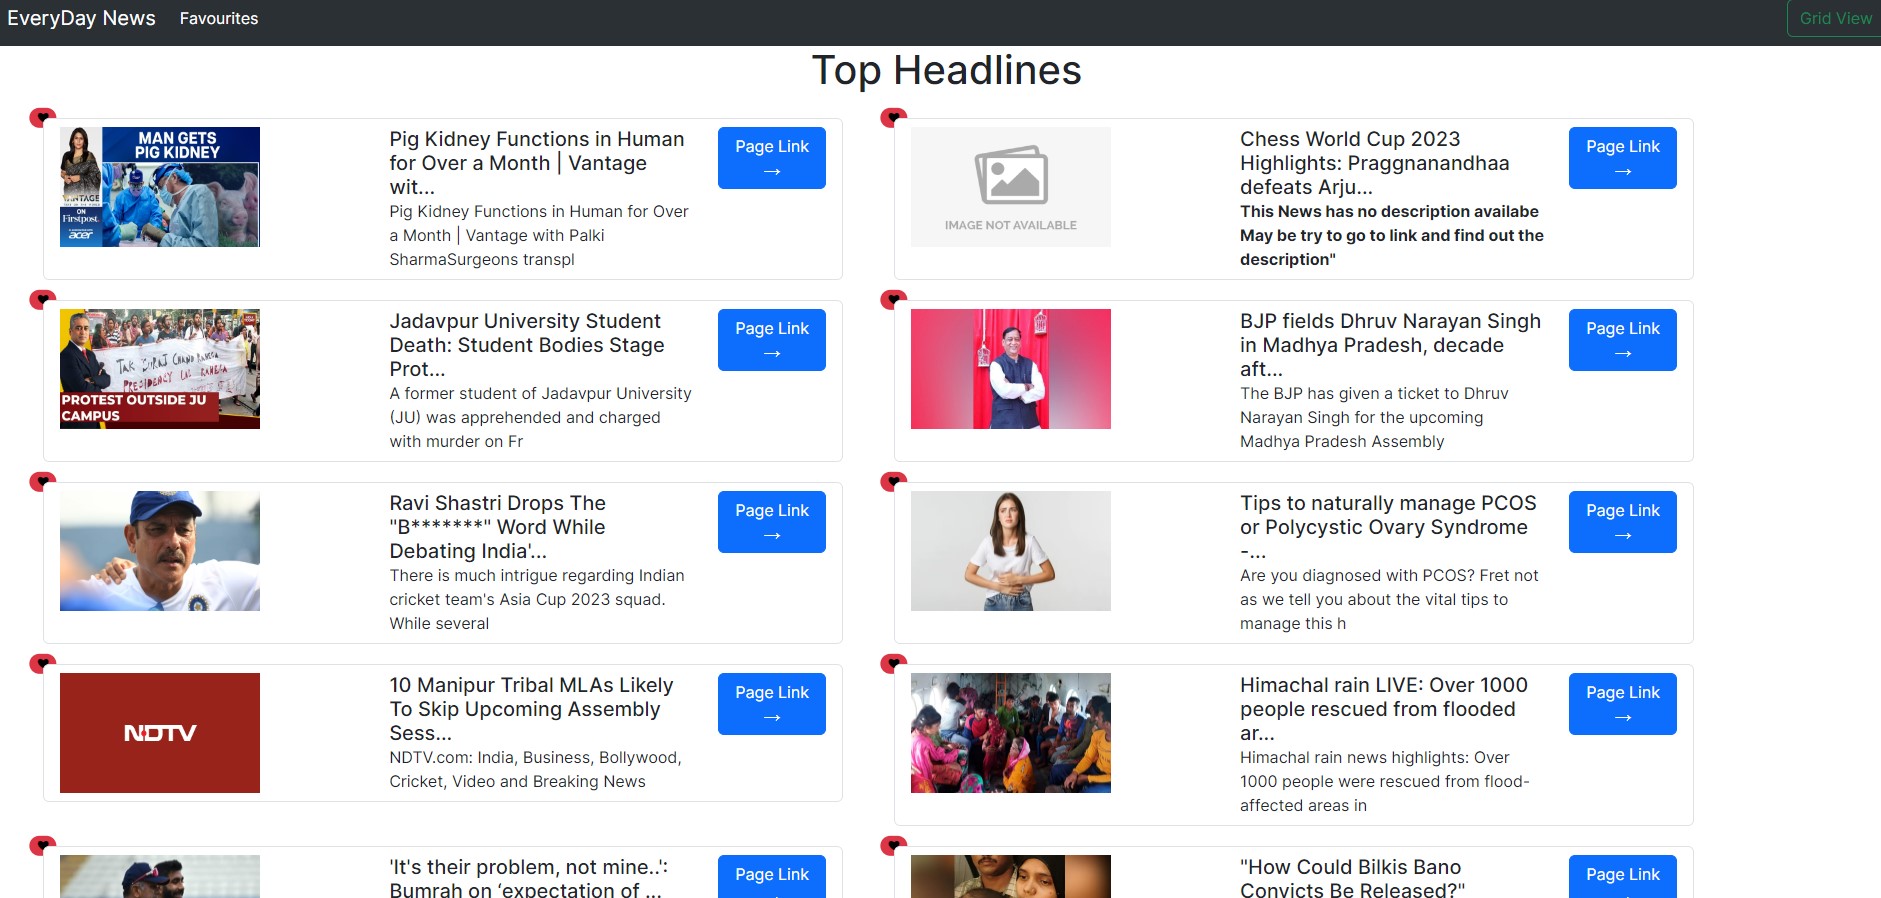 EveryDay News
Favourites
Grid View
Top Headlines
MAN GETS
PIG KIDNEY
VANTAGE
ON
Firstpost.
acer
Pig Kidney Functions in Human
for Over a Month | Vantage
wit...
Pig Kidney Functions in Human for Over
a Month | Vantage with Palki
SharmaSurgeons transpl
Page Link
→
IMAGE NOT AVAILABLE
Chess World Cup 2023
Highlights: Praggnanandhaa
defeats Arju...
This News has no description availabe
May be try to go to link and find out the
description"
Page Link
→
PRESIDENCY
PROTEST OUTSIDE JU
CAMPUS
Jadavpur University Student
Death: Student Bodies Stage
Prot...
A former student of Jadavpur University
(JU) was apprehended and charged
with murder on Fr
Page Link
→
BJP fields Dhruv Narayan Singh
in Madhya Pradesh, decade
aft...
The BJP has given a ticket to Dhruv
Narayan Singh for the upcoming
Madhya Pradesh Assembly
Page Link
→
Ravi Shastri Drops The
"B*******" Word While
Debating India'...
There is much intrigue regarding Indian
cricket team's Asia Cup 2023 squad.
While several
Page Link
→
Tips to naturally manage PCOS
or Polycystic Ovary Syndrome
-...
Are you diagnosed with PCOS? Fret not
as we tell you about the vital tips to
manage this h
Page Link
→
NDTV
10 Manipur Tribal MLAs Likely
To Skip Upcoming Assembly
Sess...
NDTV.com: India, Business, Bollywood,
Cricket, Video and Breaking News
Page Link
→
Himachal rain LIVE: Over 1000
people rescued from flooded
ar...
Himachal rain news highlights: Over
1000 people were rescued from flood-
affected areas in
Page Link
→
'It's their problem, not mine..':
Bumrah on ‘expectation of ...
Page Link
"How Could Bilkis Bano
Convicts Be Released?"
Page Link